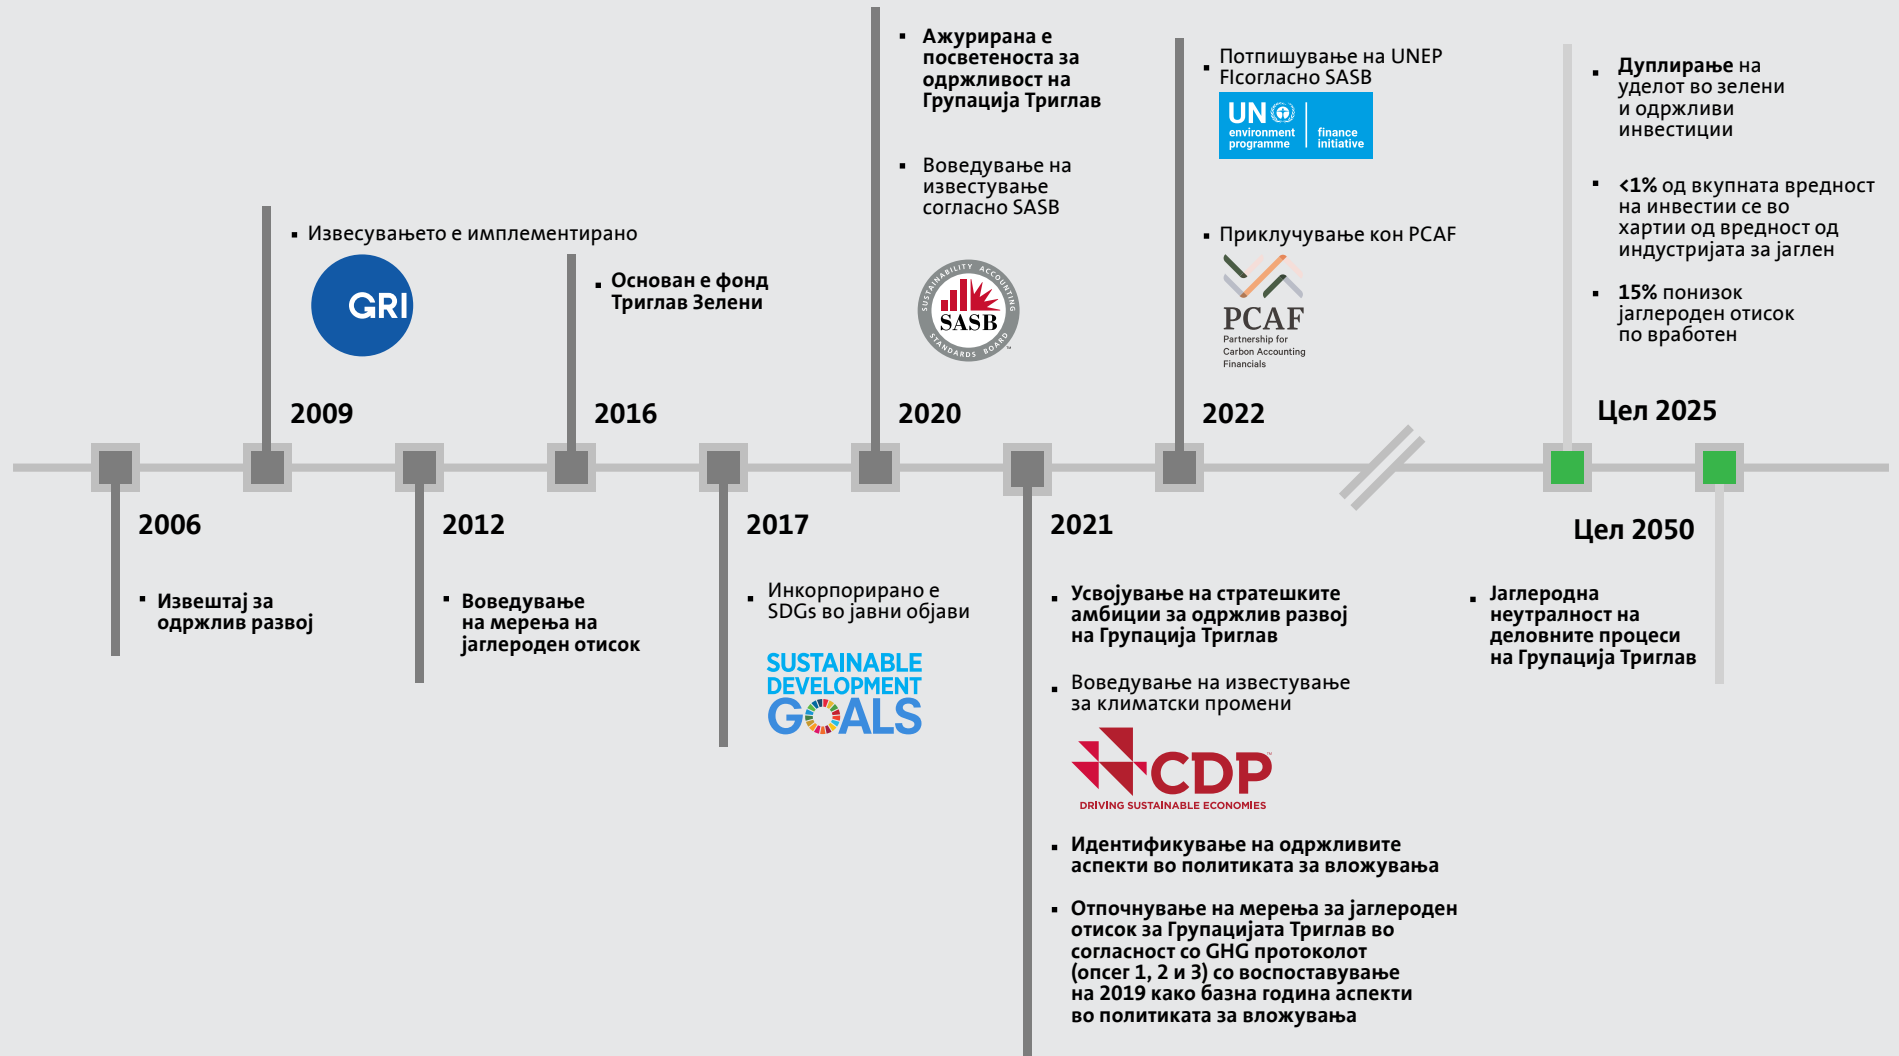 2006
▪ Извештај за
одржлив развој
2009
▪ Извесувањето е имплементирано
GRI
2012
▪ Воведување
на мерења на
јаглероден отисок
2016
▪ Основан е фонд
Триглав Зелени
2017
▪ Инкорпорирано е
SDGs во јавни објави
SUSTAINABLE
DEVELOPMENT
GOALS
2020
▪ Ажурирана е
посветеноста за
одржливост на
Групација Триглав
▪ Воведување на
известување
согласно SASB
SUSTAINABILITY ACCOUNTING
SASB
STANDARDS BOARD
2021
▪ Усвојување на стратешките
амбиции за одржлив развој
на Групација Триглав
▪ Воведување на известување
за климатски промени
CDP
DRIVING SUSTAINABLE ECONOMIES
▪ Идентификување на одржливите
аспекти во политиката за вложувања
▪ Отпочнување на мерења за јаглероден
отисок за Групацијата Триглав во
согласност со GHG протоколот
(опсег 1, 2 и 3) со воспоставување
на 2019 како базна година аспекти
во политиката за вложувања
2022
▪ Потпишување на UNEP
FIсогласно SASB
UN
environment
programme
finance
initiative
▪ Приклучување кон PCAF
PCAF
Partnership for
Carbon Accounting
Financials
Цел 2025
▪ Дуплирање на
уделот во зелени
и одржливи
инвестиции
▪ <1% од вкупната вредност
на инвестии се во
хартии од вредност од
индустријата за јаглен
▪ 15% понизок
јаглероден отисок
по вработен
Цел 2050
▪ Јаглеродна
неутралност на
деловните процеси
на Групација Триглав